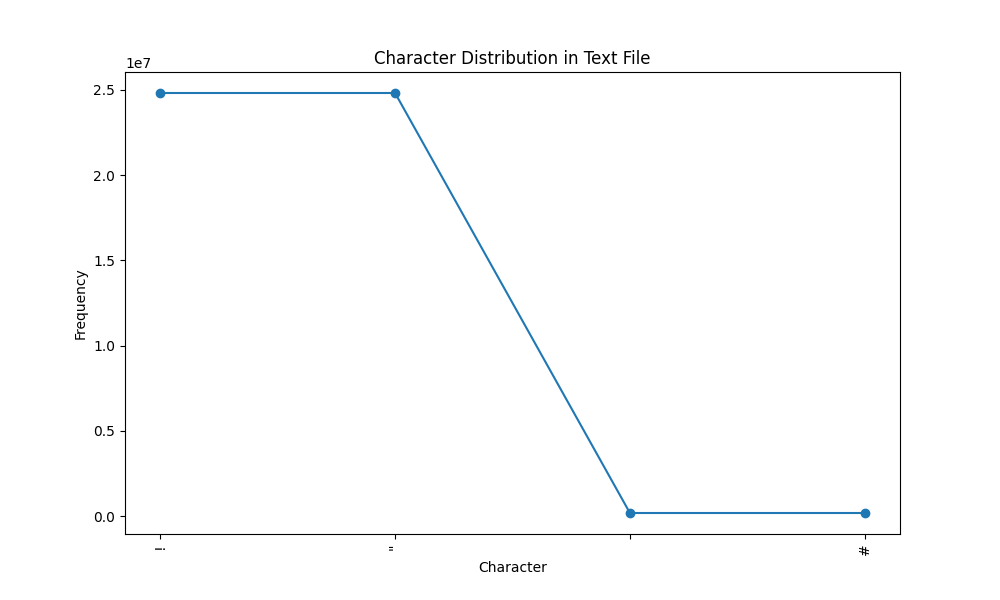 Character Distribution in Text File
1e7
2.5
2.0
1.5
1.0
0.5
0.0
Frequency
! " #
Character